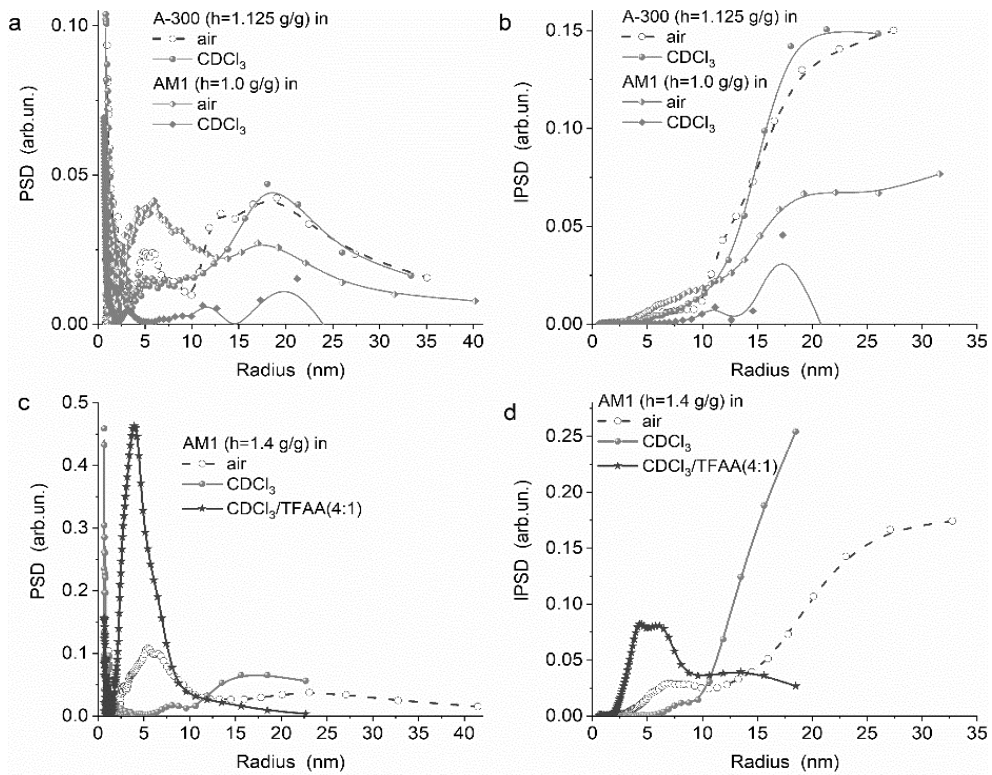 a
A-300 (h=1.125 g/g) in
air
CDCl₃
AM1 (h=1.0 g/g) in
air
CDCl₃
PSD (arb.un.)
0.10
0.05
0.00
0 5 10 15 20 25 30 35 40
Radius (nm)
b
A-300 (h=1.125 g/g) in
air
CDCl₃
AM1 (h=1.0 g/g) in
air
CDCl₃
IPSD (arb.un.)
0.15
0.10
0.05
0.00
0 5 10 15 20 25 30
Radius (nm)
c
AM1 (h=1.4 g/g) in
air
CDCl₃
CDCl₃/TFAA(4:1)
PSD (arb.un.)
0.5
0.4
0.3
0.2
0.1
0.0
0 5 10 15 20 25 30 35 40
Radius (nm)
d
AM1 (h=1.4 g/g) in
air
CDCl₃
CDCl₃/TFAA(4:1)
IPSD (arb.un.)
0.25
0.20
0.15
0.10
0.05
0.00
0 5 10 15 20 25 30 35
Radius (nm)